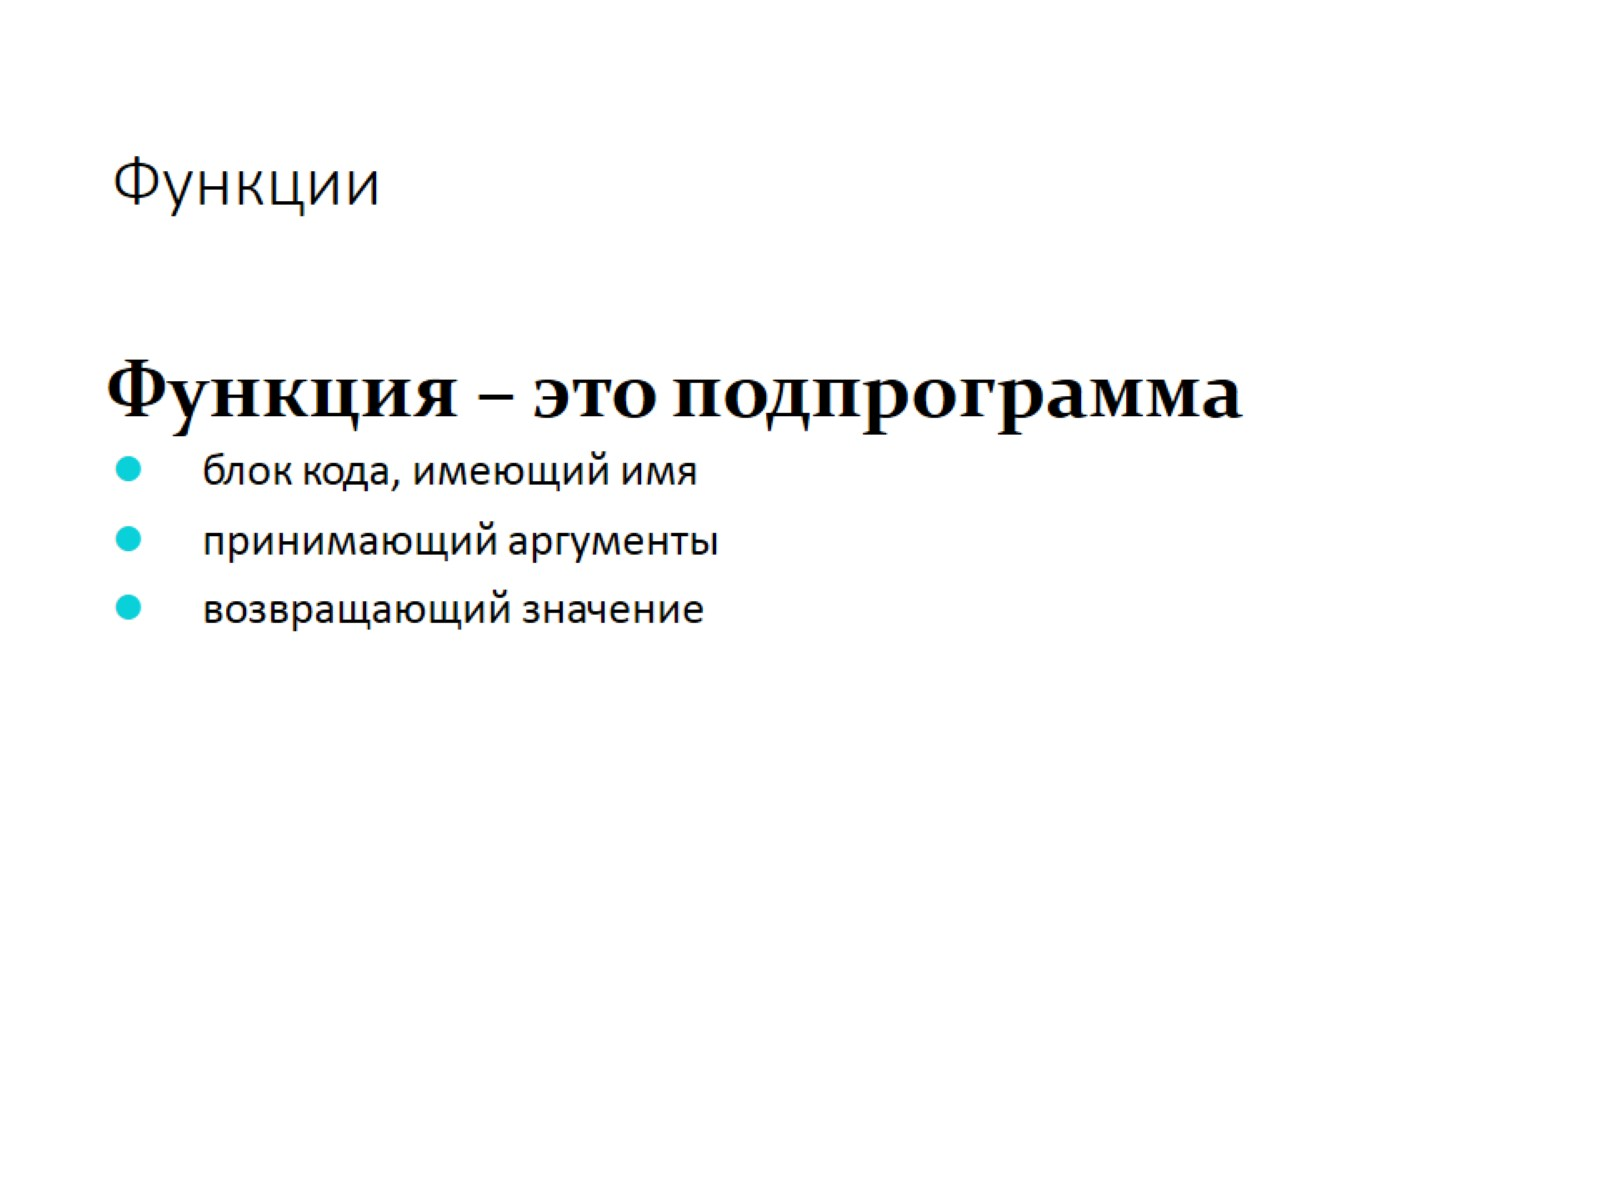 Функции
Функция – это подпрограмма
блок кода, имеющий имя
принимающий аргументы
возвращающий значение